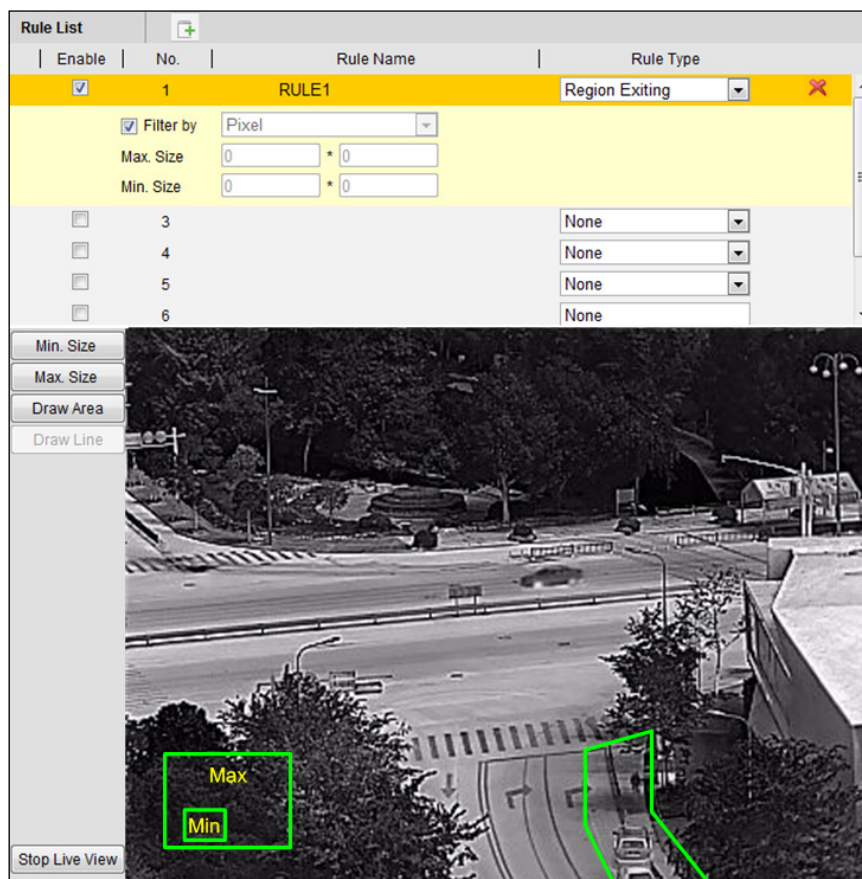 Rule List
Enable No. Rule Name Rule Type
1 RULE1 Region Exiting
Filter by Pixel
Max. Size 0 * 0
Min. Size 0 * 0
3 None
4 None
5 None
6 None
Min. Size
Max. Size
Draw Area
Draw Line
Max
Min
Stop Live View